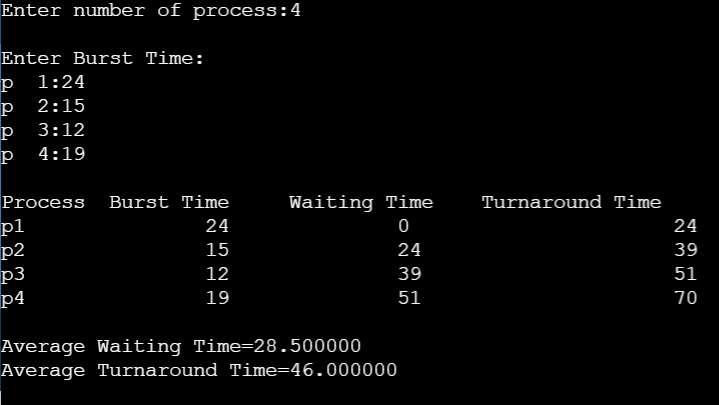 Enter number of process:4
Enter Burst Time:
p  1:24
p  2:15
p  3:12
p  4:19
Process  Burst Time     Waiting Time    Turnaround Time
p1               24              0                      24
p2               15              24                     39
p3               12              39                     51
p4               19              51                     70
Average Waiting Time=28.500000
Average Turnaround Time=46.000000